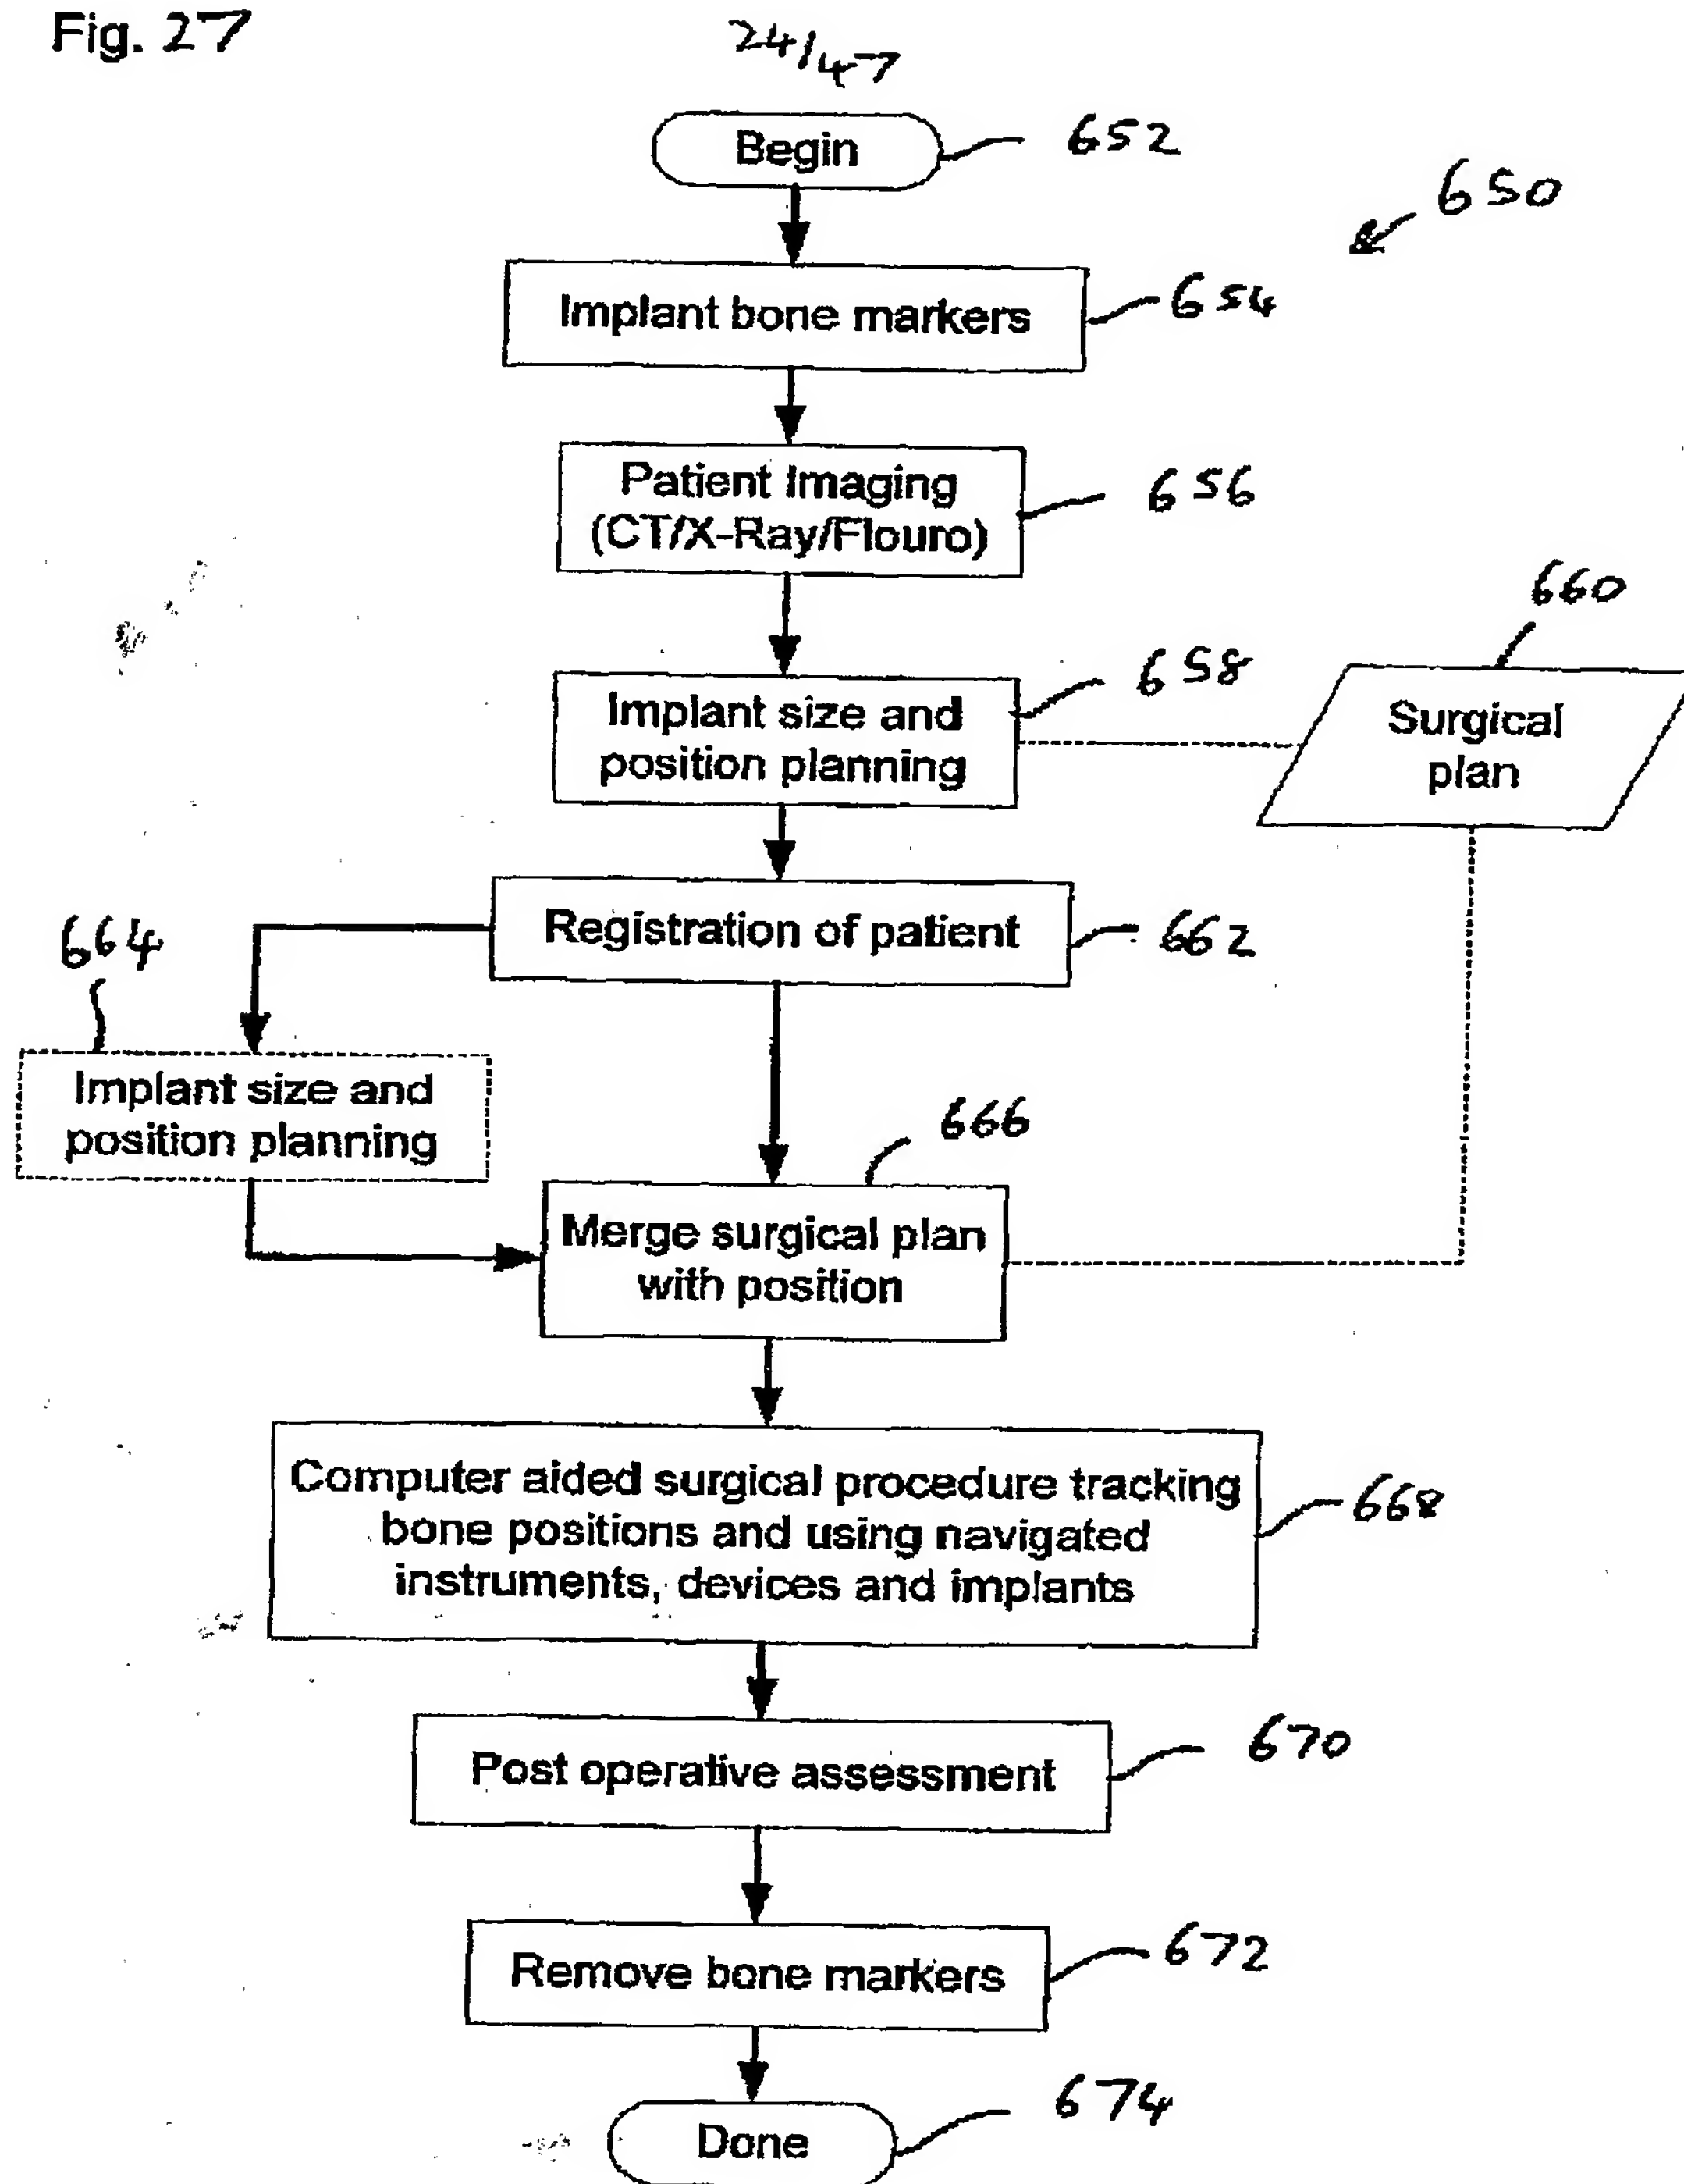 Fig. 27
24/47
Begin
652
650
Implant bone markers
654
Patient Imaging
(CT/X-Ray/Flouro)
656
660
Implant size and
position planning
658
Surgical
plan
Registration of patient
662
664
Implant size and
position planning
666
Merge surgical plan
with position
Computer aided surgical procedure tracking
bone positions and using navigated
instruments, devices and implants
668
Post operative assessment
670
Remove bone markers
672
Done
674